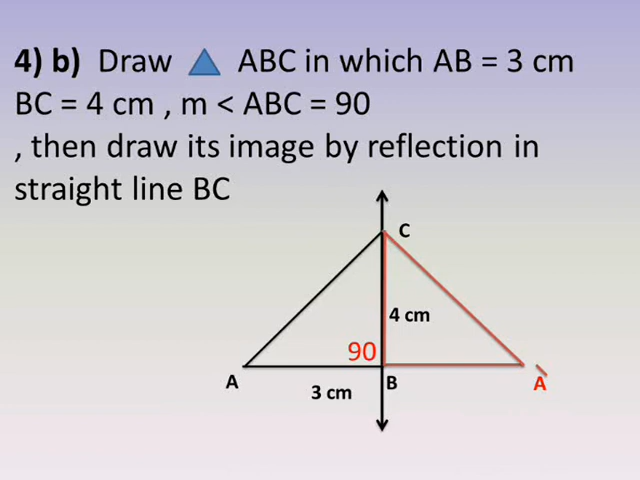 4) b) Draw ABC in which AB = 3 cm
BC = 4 cm , m < ABC = 90
, then draw its image by reflection in
straight line BC
C
4 cm
90
A
B
A
3 cm